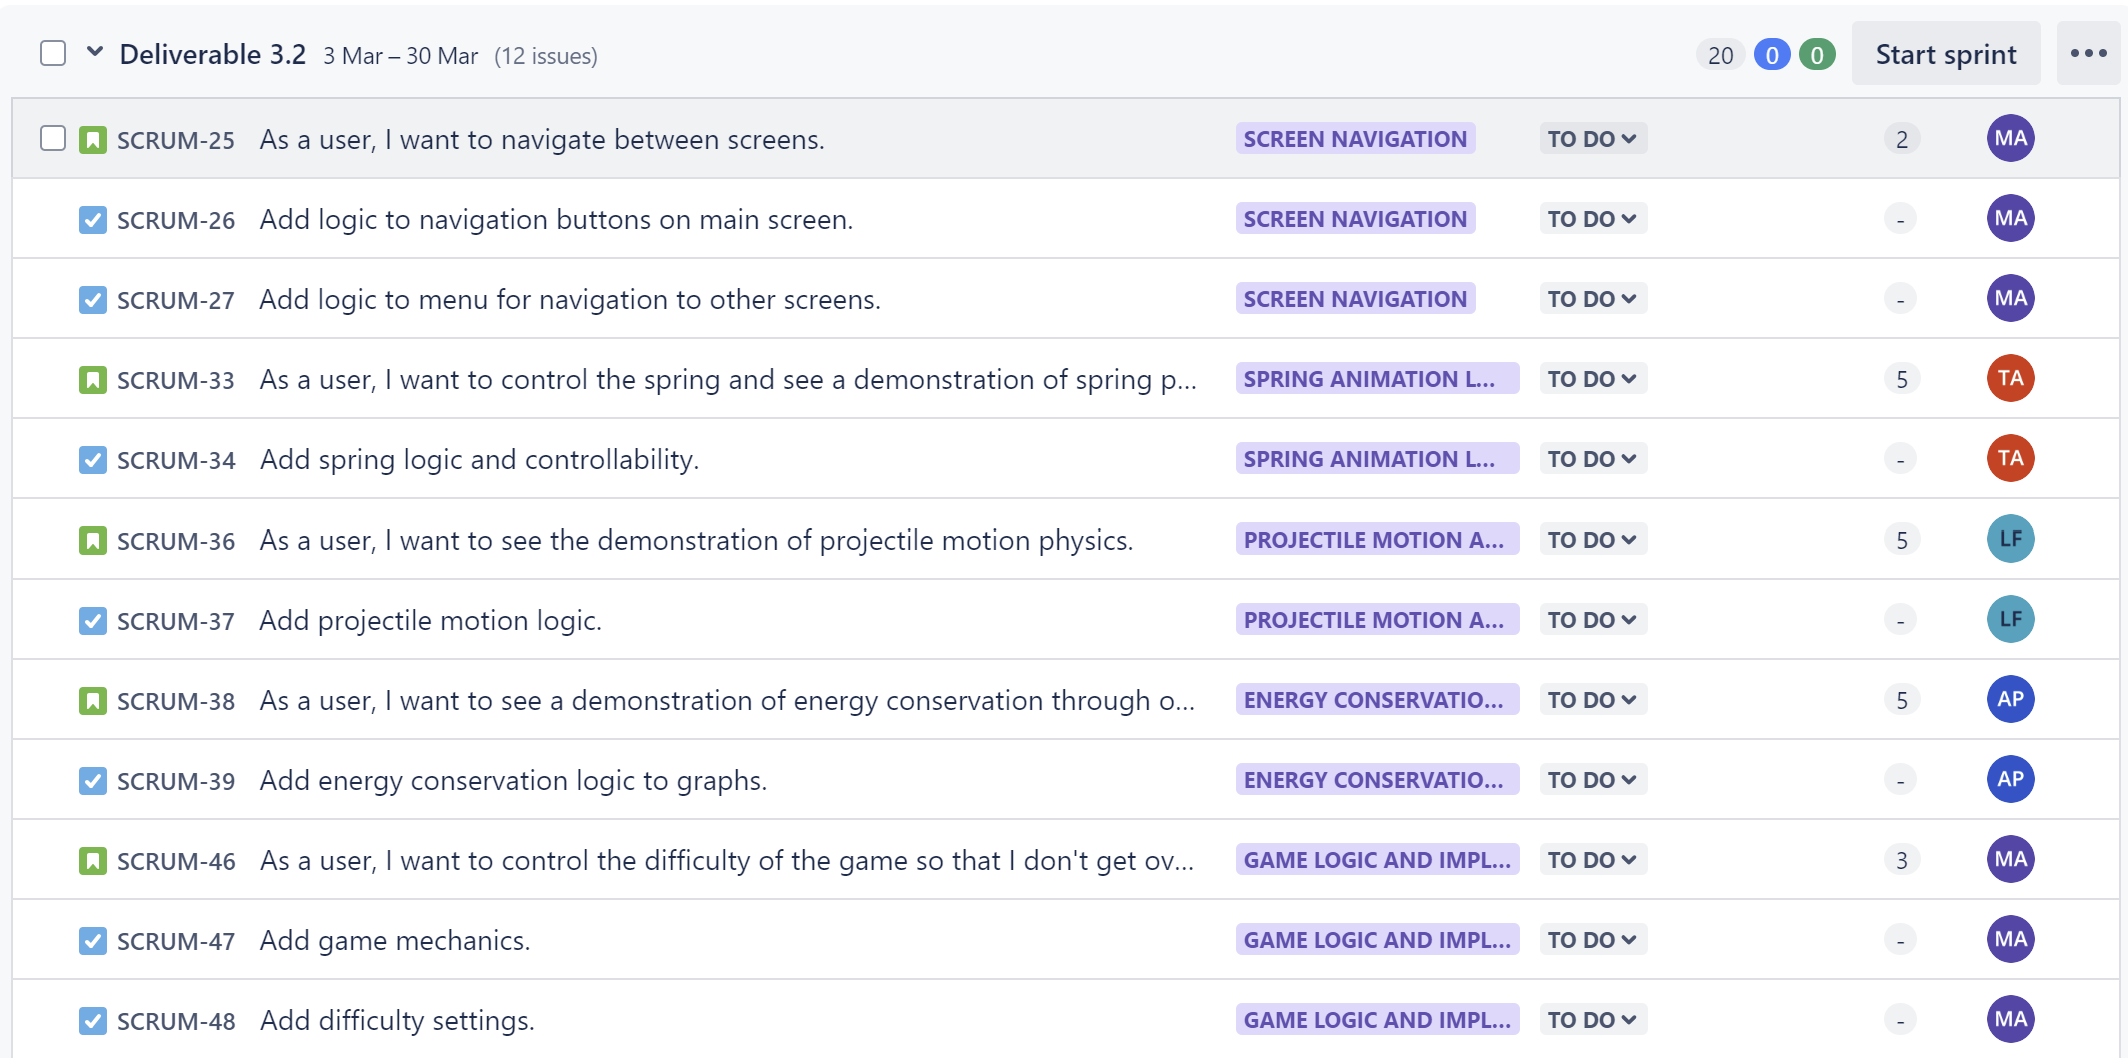 Deliverable 3.2 3 Mar – 30 Mar (12 issues) 20 0 0 Start sprint •••
SCRUM-25 As a user, I want to navigate between screens. SCREEN NAVIGATION TO DO 2 MA
SCRUM-26 Add logic to navigation buttons on main screen. SCREEN NAVIGATION TO DO - MA
SCRUM-27 Add logic to menu for navigation to other screens. SCREEN NAVIGATION TO DO - MA
SCRUM-33 As a user, I want to control the spring and see a demonstration of spring p... SPRING ANIMATION L... TO DO 5 TA
SCRUM-34 Add spring logic and controllability. SPRING ANIMATION L... TO DO - TA
SCRUM-36 As a user, I want to see the demonstration of projectile motion physics. PROJECTILE MOTION A... TO DO 5 LF
SCRUM-37 Add projectile motion logic. PROJECTILE MOTION A... TO DO - LF
SCRUM-38 As a user, I want to see a demonstration of energy conservation through o... ENERGY CONSERVATIO... TO DO 5 AP
SCRUM-39 Add energy conservation logic to graphs. ENERGY CONSERVATIO... TO DO - AP
SCRUM-46 As a user, I want to control the difficulty of the game so that I don't get ov... GAME LOGIC AND IMPL... TO DO 3 MA
SCRUM-47 Add game mechanics. GAME LOGIC AND IMPL... TO DO - MA
SCRUM-48 Add difficulty settings. GAME LOGIC AND IMPL... TO DO - MA